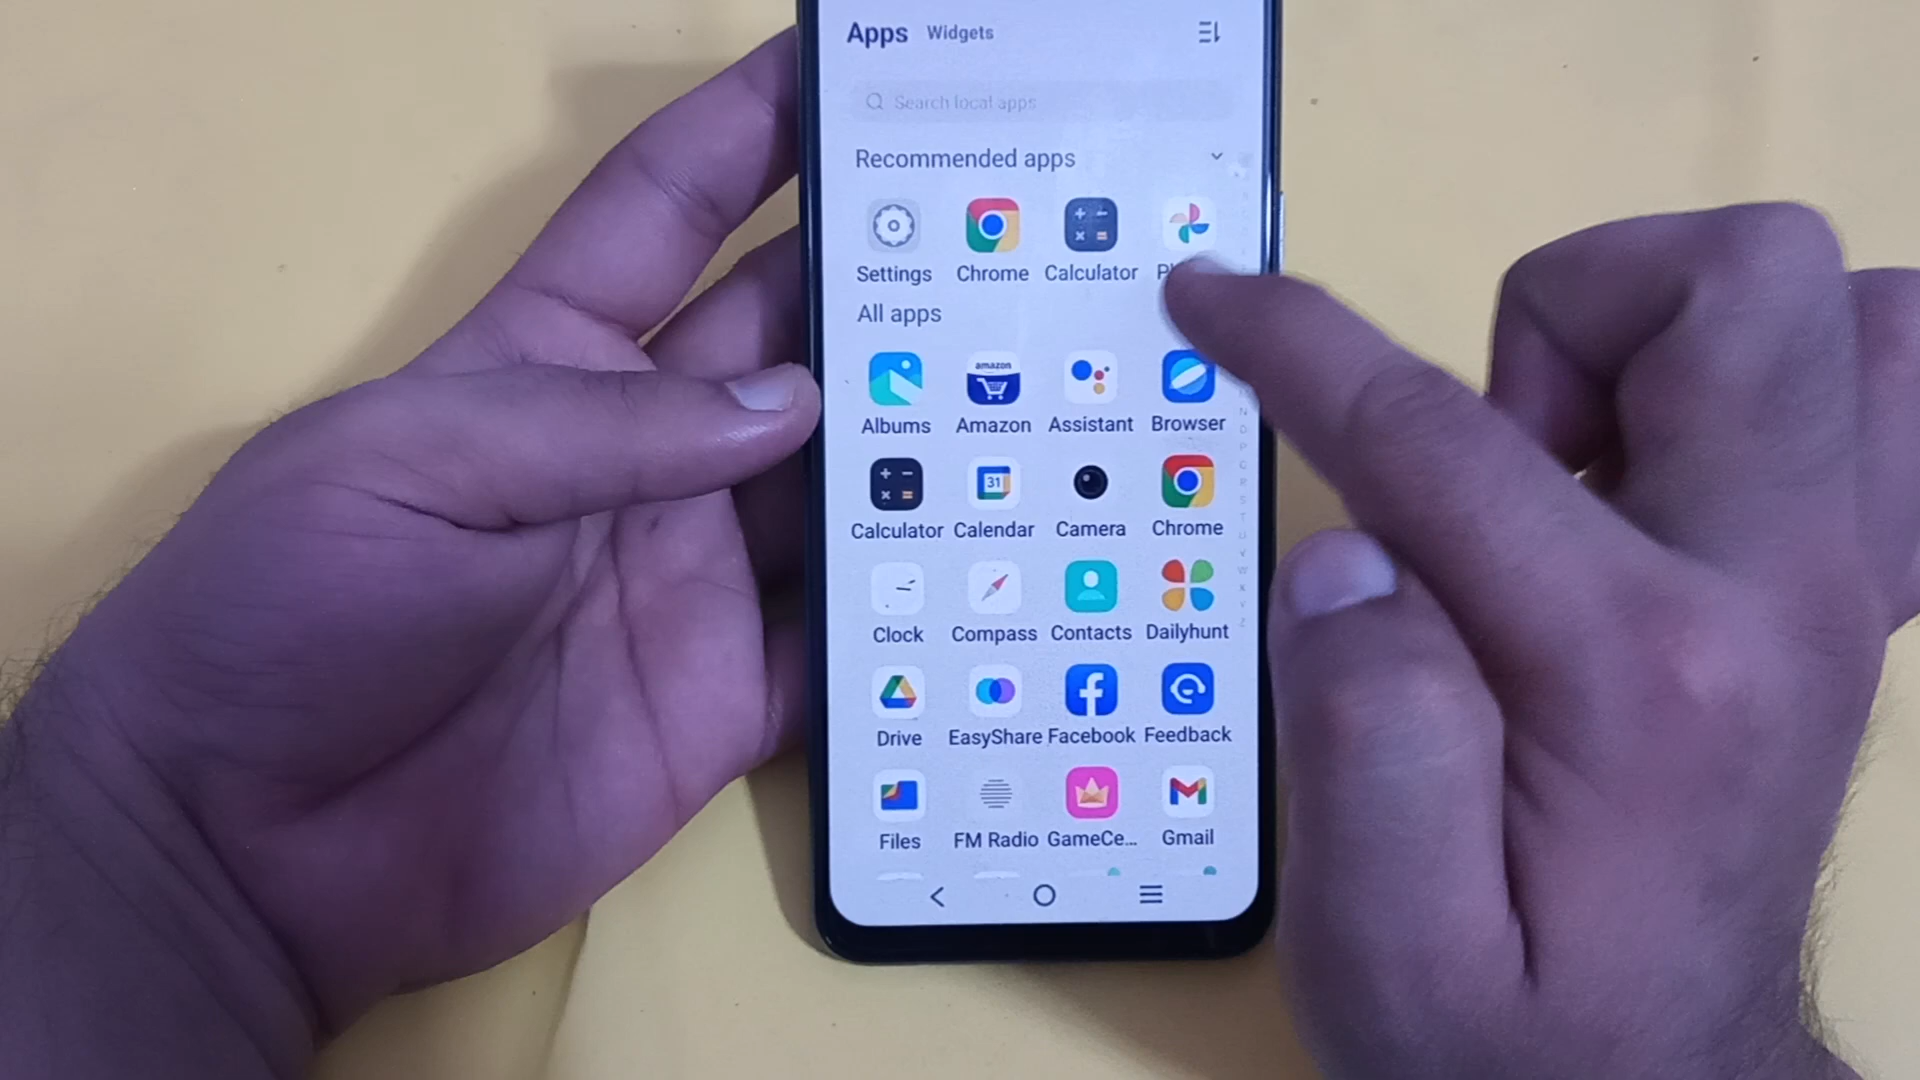 Apps Widgets
Search local apps
Recommended apps
Settings Chrome Calculator
All apps
amazon
Albums Amazon Assistant Browser
31
Calculator Calendar Camera Chrome
Clock Compass Contacts Dailyhunt
Drive EasyShare Facebook Feedback
Files FM Radio GameCe... Gmail